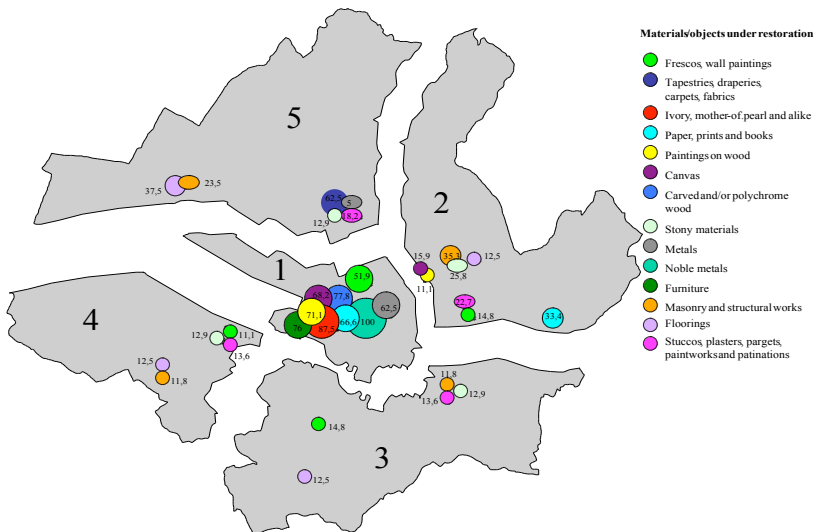 Materials/objects under restoration
Frescos, wall paintings
Tapestries, draperies,
carpets, fabrics
Ivory, mother-of.pearl and alike
Paper, prints and books
Paintings on wood
Canvas
Carved and/or polychrome
wood
Stony materials
Metals
Noble metals
Furniture
Masonry and structural works
Floorings
Stuccos, plasters, pargets,
paintworks and patinations
5
37,5
23,5
62,5
5
12,9
18,2
2
15,9
35,1
12,5
25,8
11,1
22,7
14,8
33,4
1
51,9
68,2
77,8
62,5
71,1
66,6
100
76
87,5
4
12,9
11,1
13,6
12,5
11,8
3
11,8
13,6
12,9
14,8
12,5